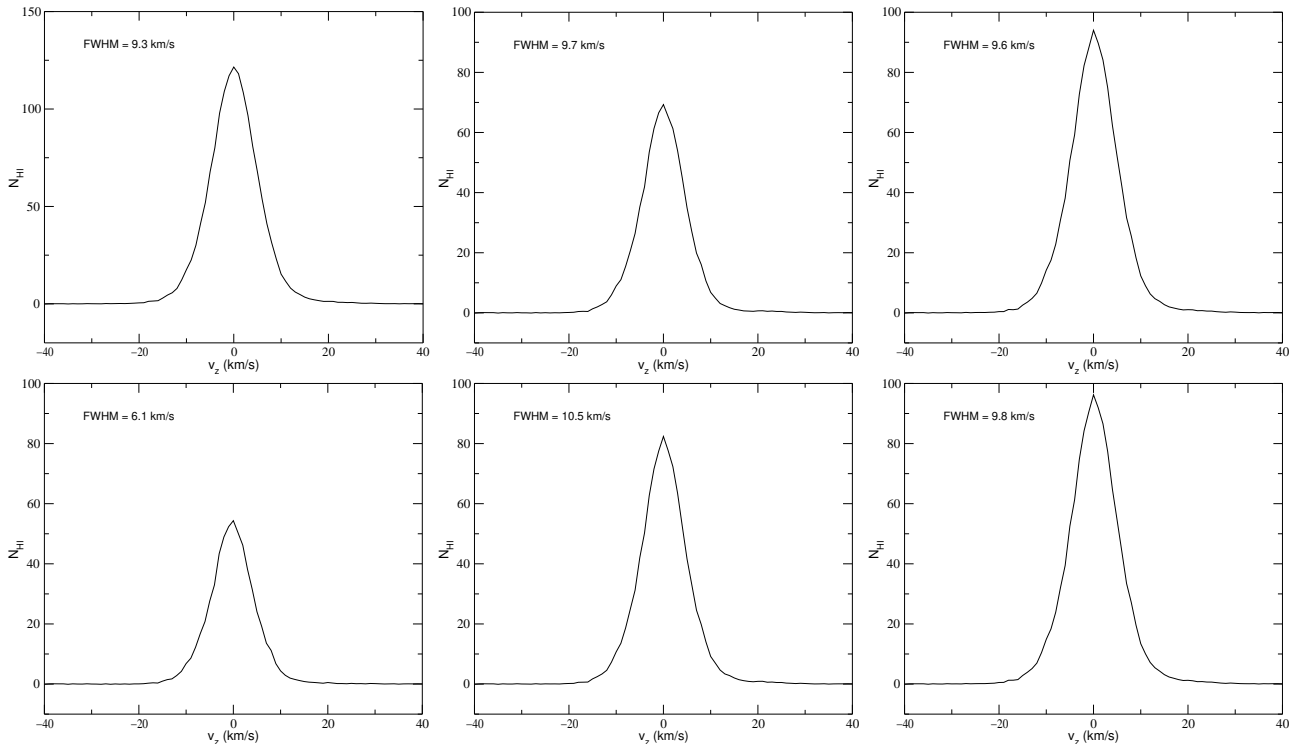 FWHM = 9.3 km/s
150
100
50
0
N_HI
−40 −20 0 20 40
v_z (km/s)
FWHM = 9.7 km/s
100
80
60
40
20
0
N_HI
−40 −20 0 20 40
v_z (km/s)
FWHM = 9.6 km/s
100
80
60
40
20
0
N_HI
−40 −20 0 20 40
v_z (km/s)
FWHM = 6.1 km/s
100
80
60
40
20
0
N_HI
−40 −20 0 20 40
v_z (km/s)
FWHM = 10.5 km/s
100
80
60
40
20
0
N_HI
−40 −20 0 20 40
v_z (km/s)
FWHM = 9.8 km/s
100
80
60
40
20
0
N_HI
−40 −20 0 20 40
v_z (km/s)